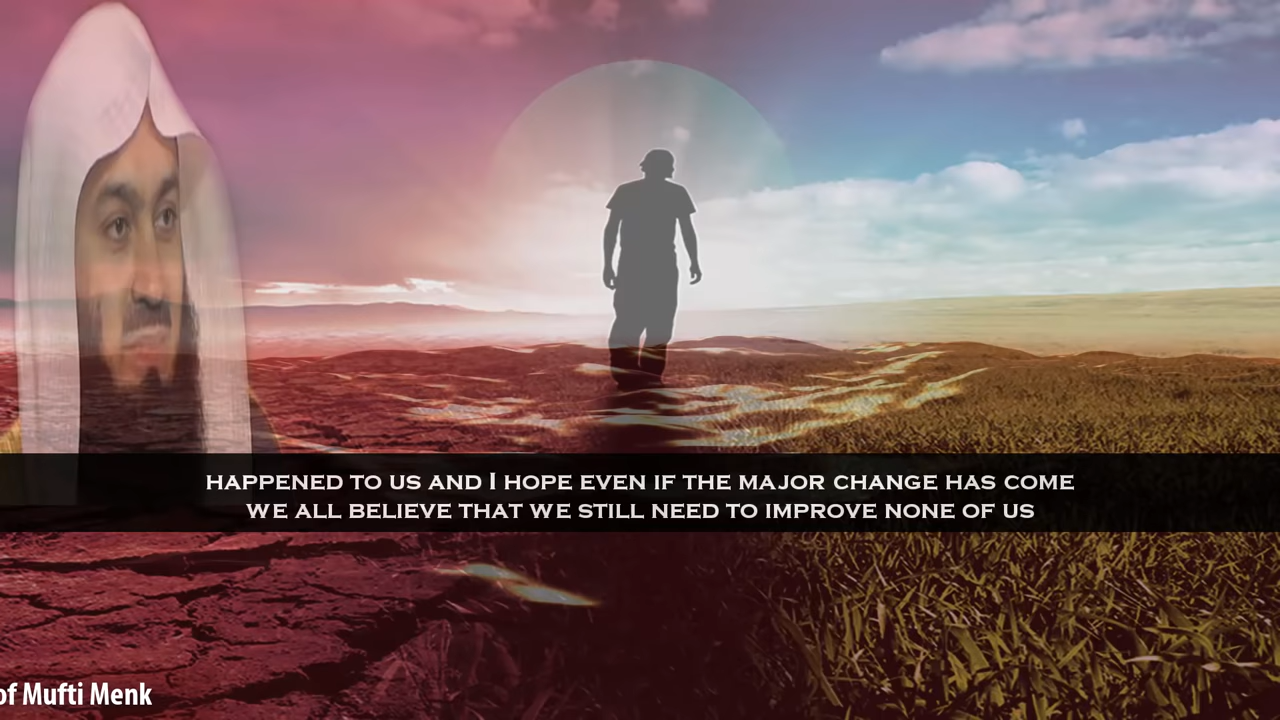 HAPPENED TO US AND I HOPE EVEN IF THE MAJOR CHANGE HAS COME
WE ALL BELIEVE THAT WE STILL NEED TO IMPROVE NONE OF US
of Mufti Menk